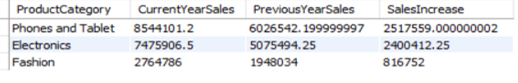 ProductCategory CurrentYearSales PreviousYearSales SalesIncrease
Phones and Tablet 8544101.2 6026542.199999997 2517559.000000002
Electronics 7475906.5 5075494.25 2400412.25
Fashion 2764786 1948034 816752